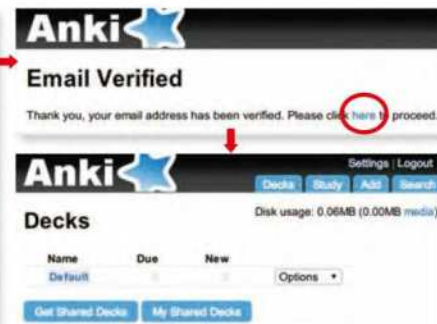 Anki
Email Verified
Thank you, your email address has been verified. Please click here to proceed.
Anki
Settings | Logout
Decks Study Add Search
Decks
Disk usage: 0.06MB (0.00MB media)
Name Due New
Default
Options
Get Shared Decks My Shared Decks